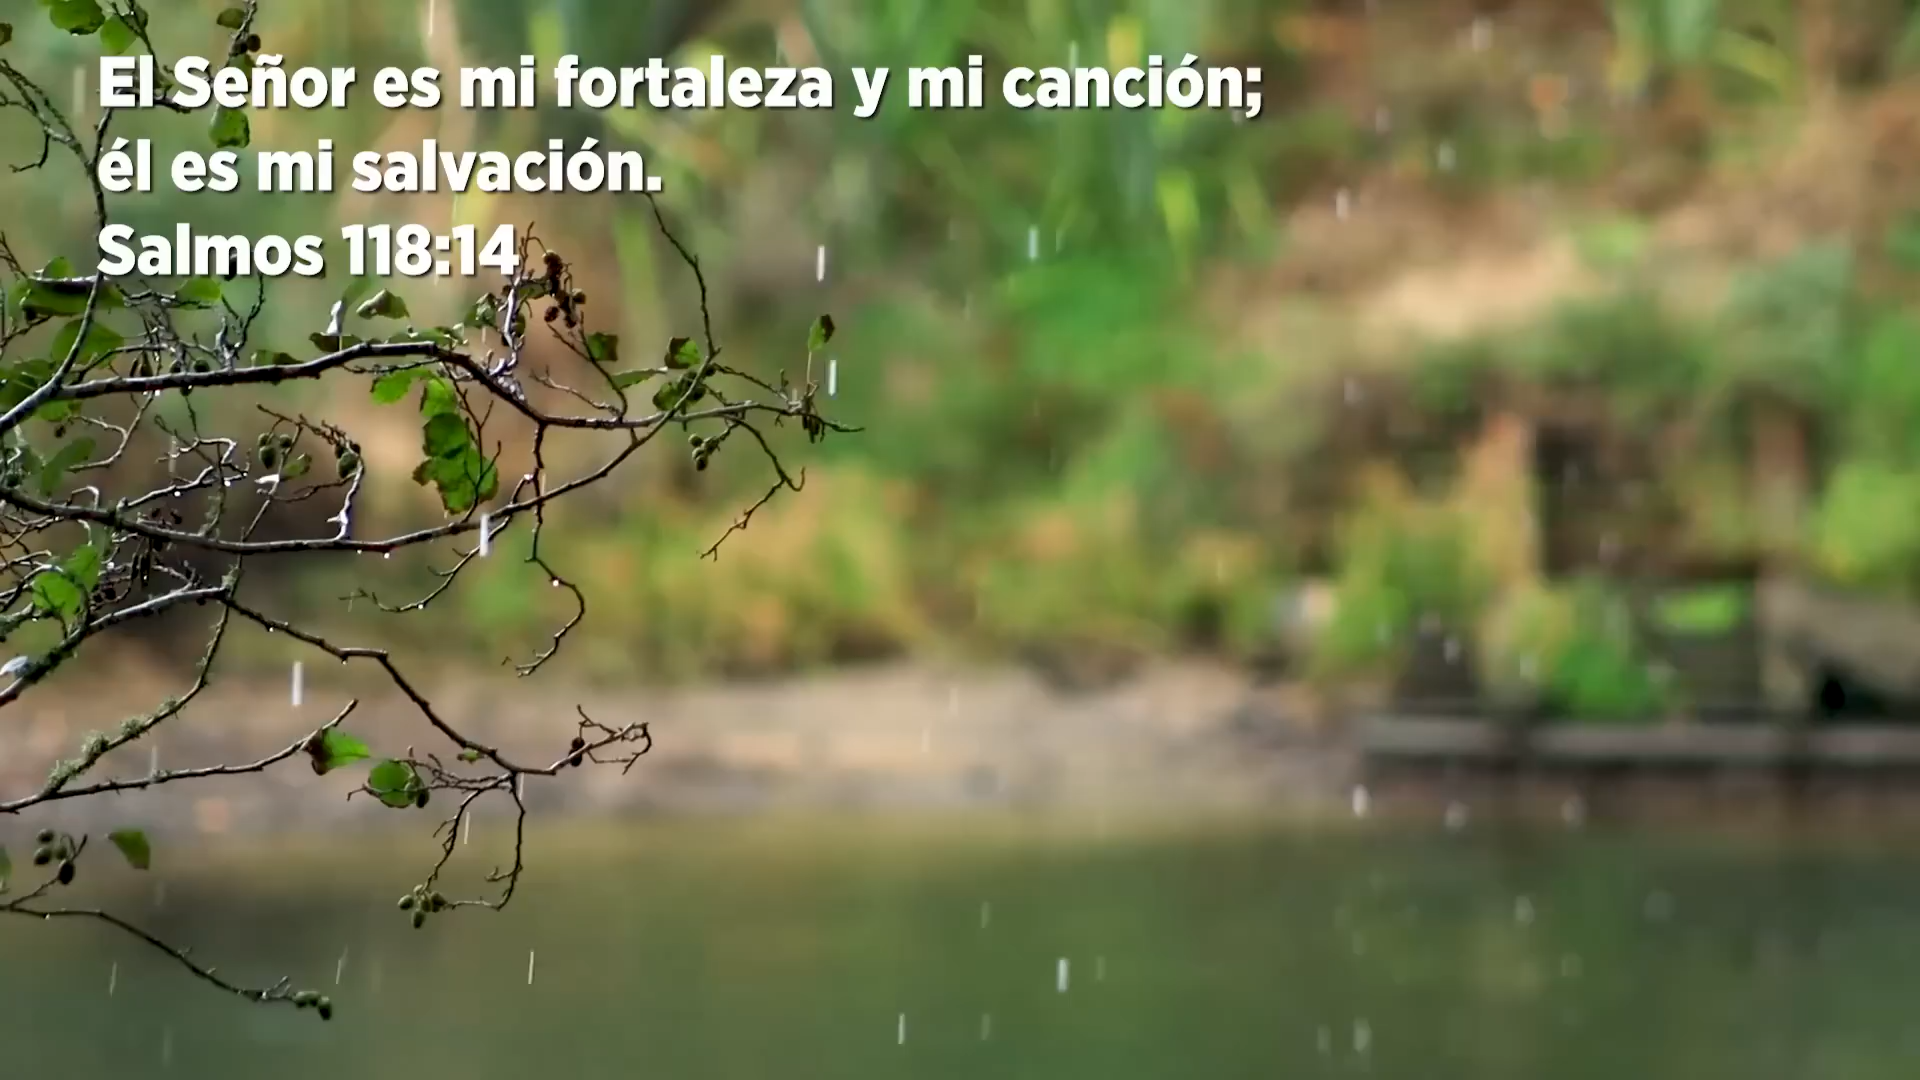 El Señor es mi fortaleza y mi canción;
él es mi salvación.
Salmos 118:14